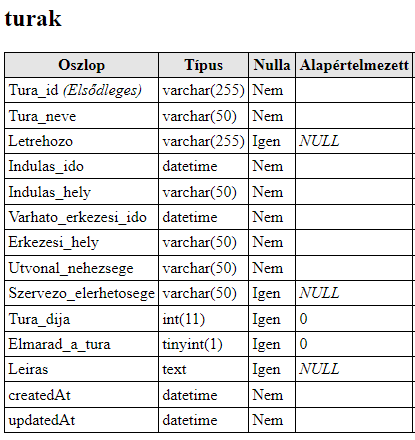 turak
Oszlop Típus Nulla Alapértelmezett
Tura_id (Elsődleges) varchar(255) Nem
Tura_neve varchar(50) Nem
Letrehozo varchar(255) Igen NULL
Indulas_ido datetime Nem
Indulas_hely varchar(50) Nem
Varhato_erkezesi_ido datetime Nem
Erkezesi_hely varchar(50) Nem
Utvonal_nehezsege varchar(50) Nem
Szervezo_elerhetosege varchar(50) Igen NULL
Tura_dija int(11) Igen 0
Elmarad_a_tura tinyint(1) Igen 0
Leiras text Igen NULL
createdAt datetime Nem
updatedAt datetime Nem